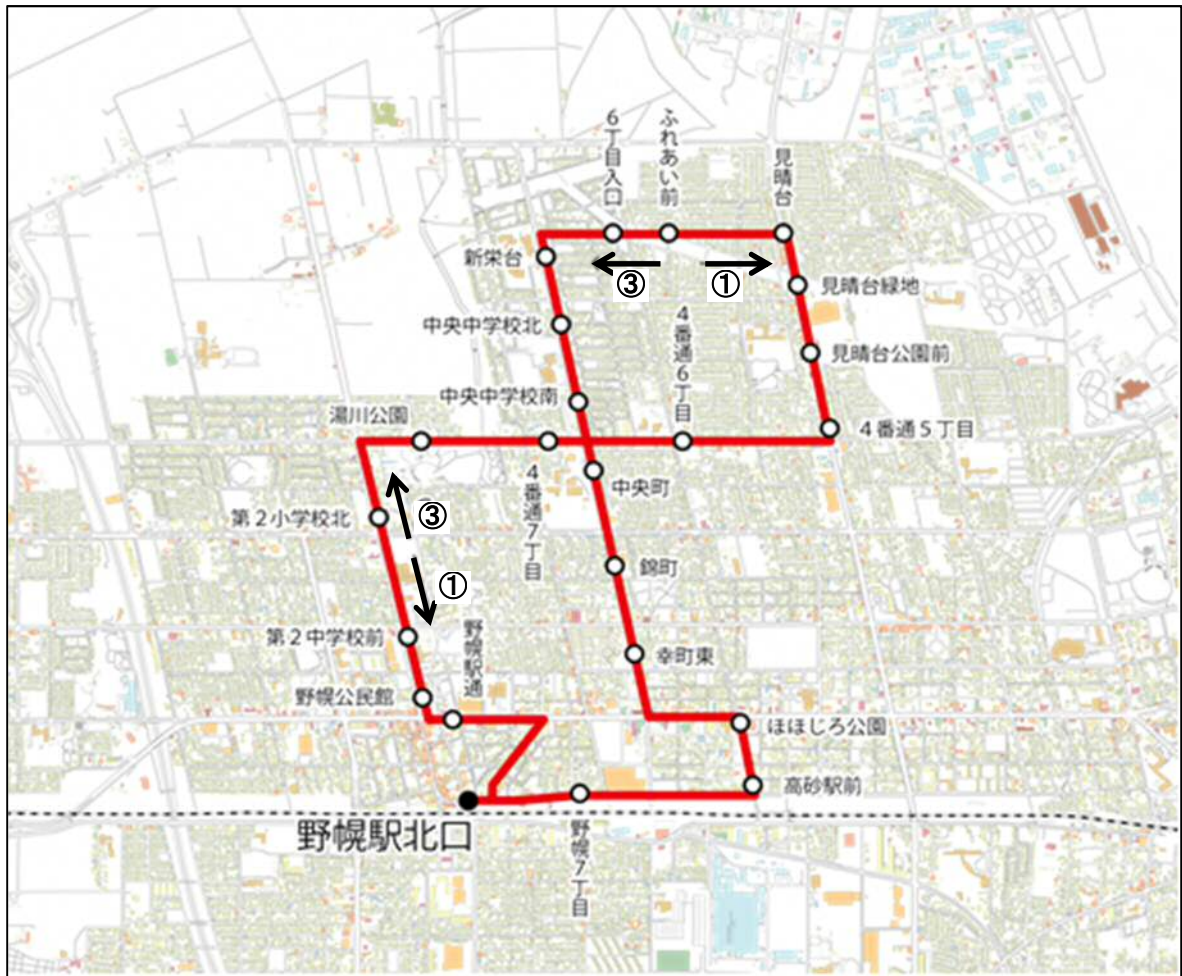 6丁目入口
ふれあい前
見晴台
新栄台
③
①
見晴台緑地
中央中学校北
4番通6丁目
見晴台公園前
中央中学校南
湯川公園
4番通5丁目
4番通7丁目
中央町
第2小学校北
③
錦町
①
第2中学校前
野幌駅通
幸町東
野幌公民館
ほほじろ公園
高砂駅前
野幌駅北口
野幌7丁目